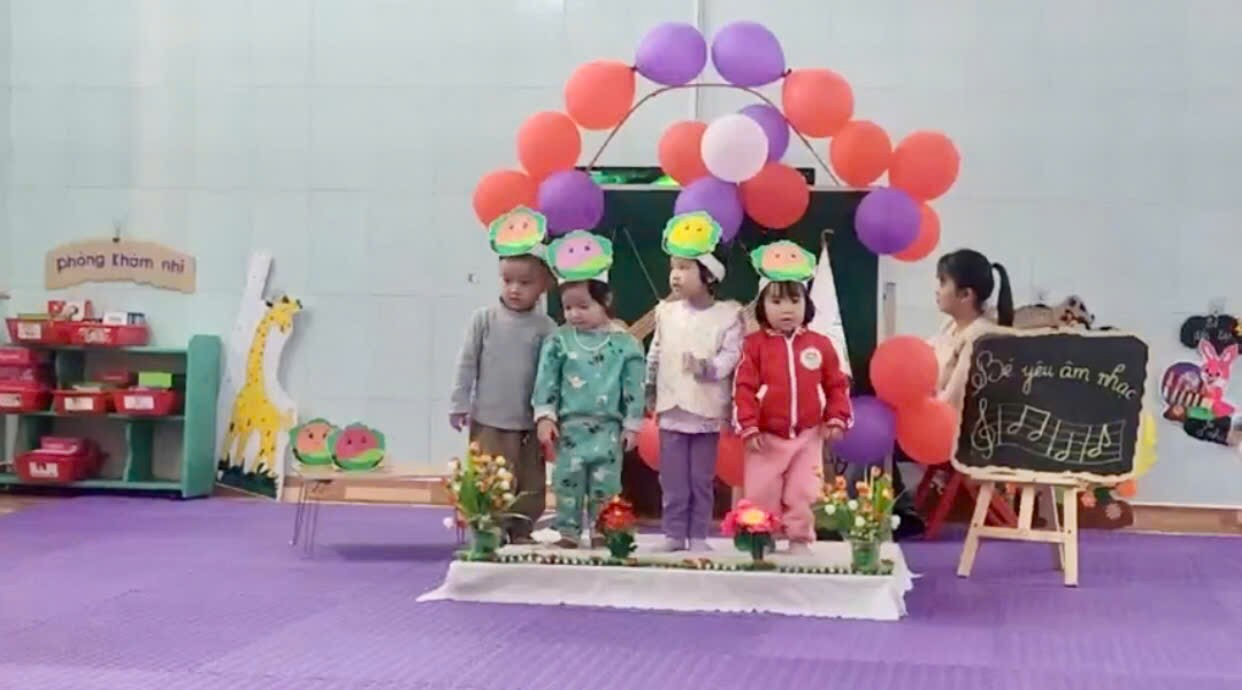 phòng khám nhi
Bé yêu âm nhạc